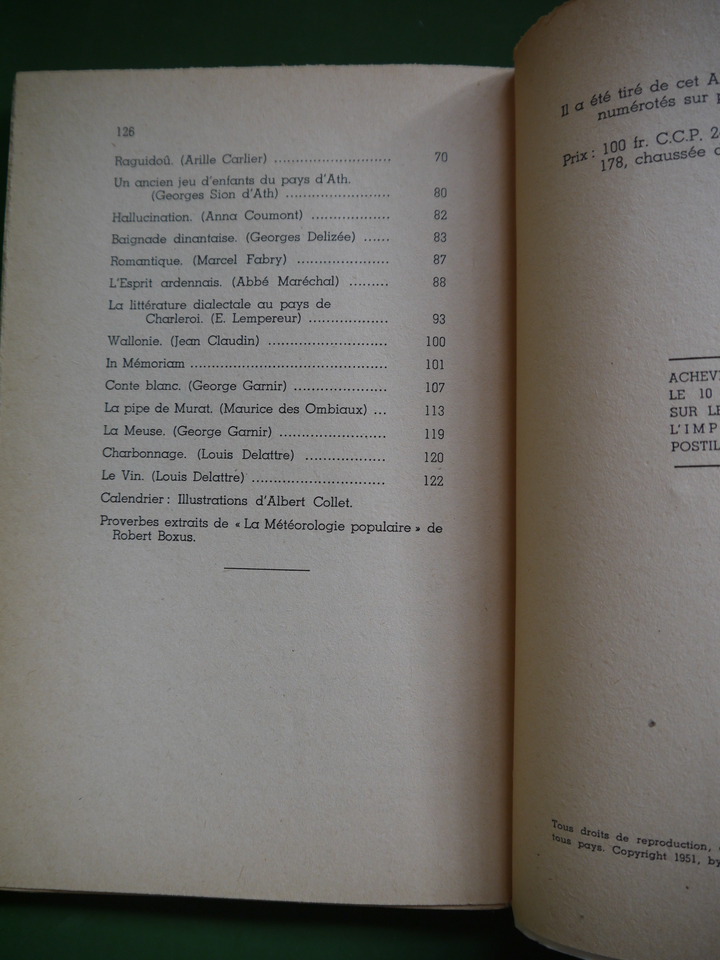 126
Raguidoû. (Arille Carlier) .......................... 70
Un ancien jeu d'enfants du pays d'Ath.
(Georges Sion d'Ath) ....................... 80
Hallucination. (Anna Coumont) ................. 82
Baignade dinantaise. (Georges Delizée) ...... 83
Romantique. (Marcel Fabry) ..................... 87
L'Esprit ardennais. (Abbé Maréchal) ......... 88
La littérature dialectale au pays de
Charleroi. (E. Lempereur) .................. 93
Wallonie. (Jean Claudin) ........................... 100
In Mémoriam ............................................ 101
Conte blanc. (George Garnir) ..................... 107
La pipe de Murat. (Maurice des Ombiaux) ... 113
La Meuse. (George Garnir) ........................ 119
Charbonnage. (Louis Delattre) .................. 120
Le Vin. (Louis Delattre) .............................. 122
Calendrier : Illustrations d'Albert Collet.
Proverbes extraits de « La Météorologie populaire » de
Robert Boxus.
Il a été tiré de cet
numérotés sur
Prix : 100 fr. C.C.P.
178, chaussée
ACHEV
LE 10
SUR
L'IMP
POSTIL
Tous droits de reproduction,
tous pays. Copyright 1951, by